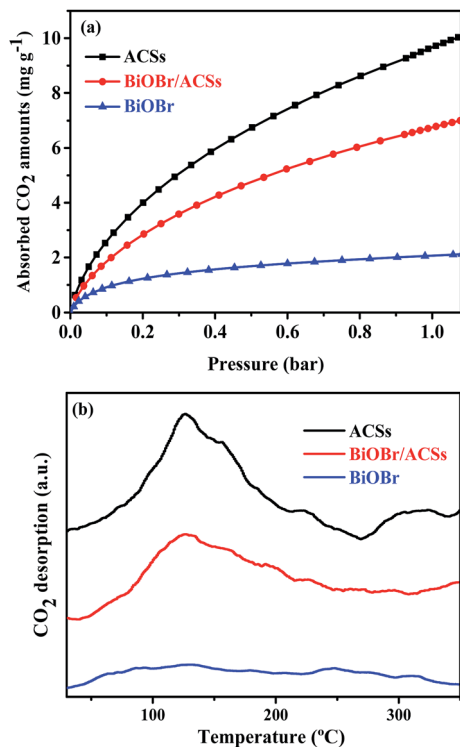 (a)
ACSs
BiOBr/ACSs
BiOBr
Absorbed CO₂ amounts (mg g⁻¹)
10
8
6
4
2
0
0.0 0.2 0.4 0.6 0.8 1.0
Pressure (bar)
(b)
ACSs
BiOBr/ACSs
BiOBr
CO₂ desorption (a.u.)
100 200 300
Temperature (ºC)